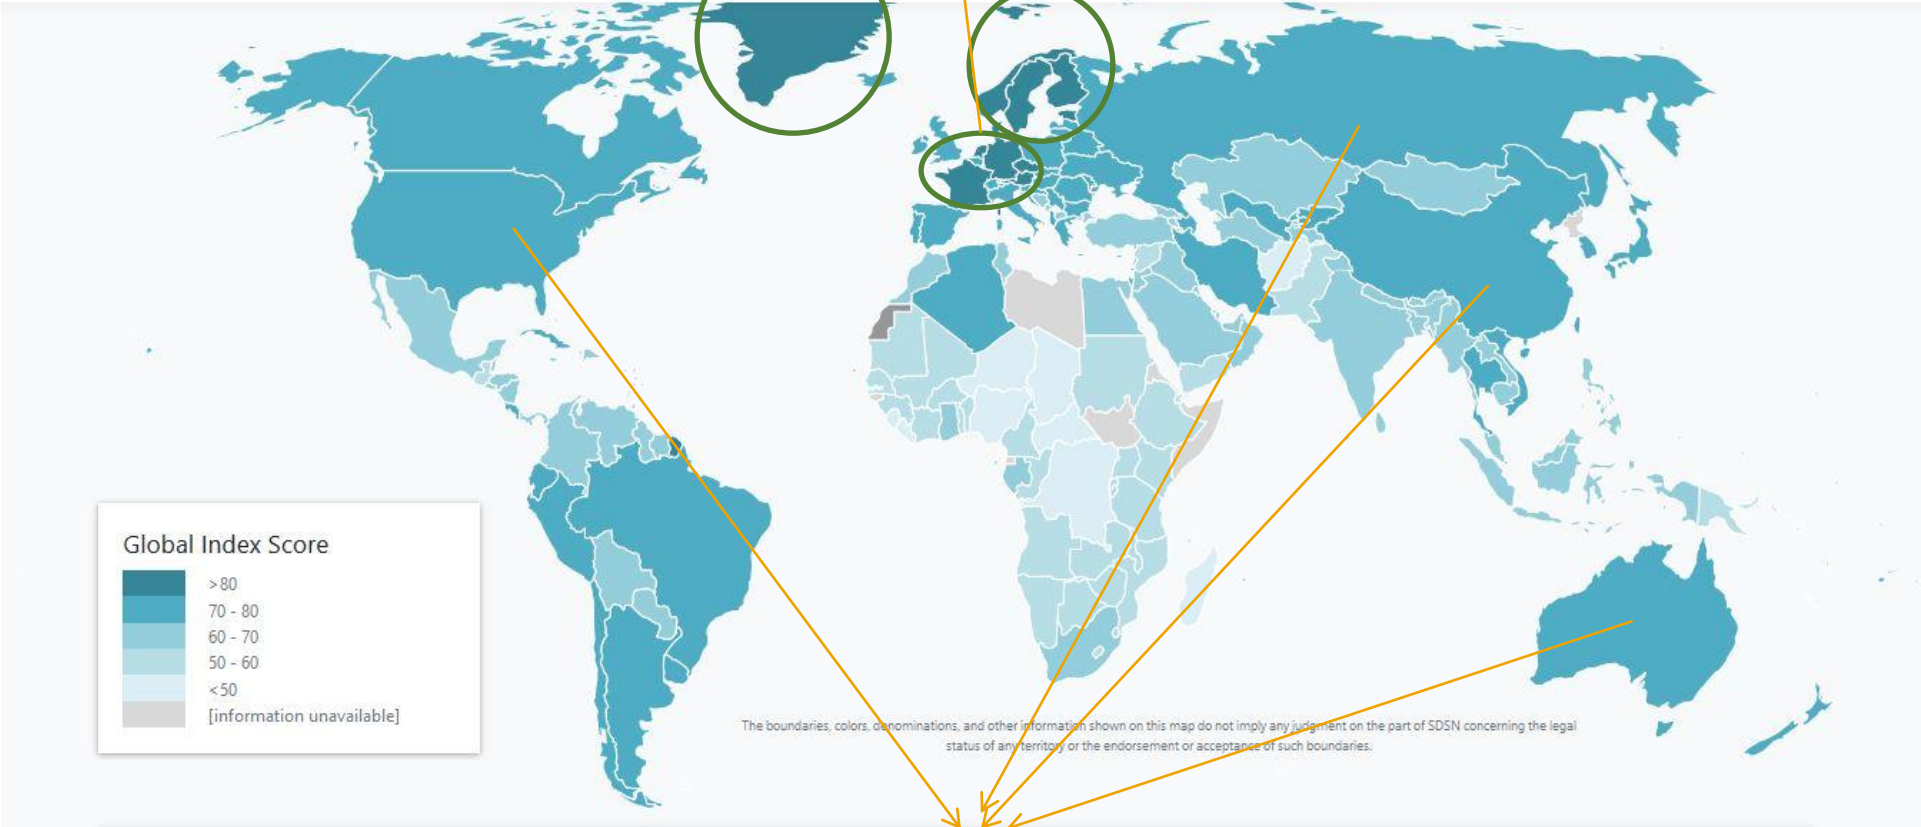 Global Index Score
>80
70 - 80
60 - 70
50 - 60
<50
[information unavailable]
The boundaries, colors, denominations, and other information shown on this map do not imply any judgment on the part of SDSN concerning the legal
status of any territory or the endorsement or acceptance of such boundaries.